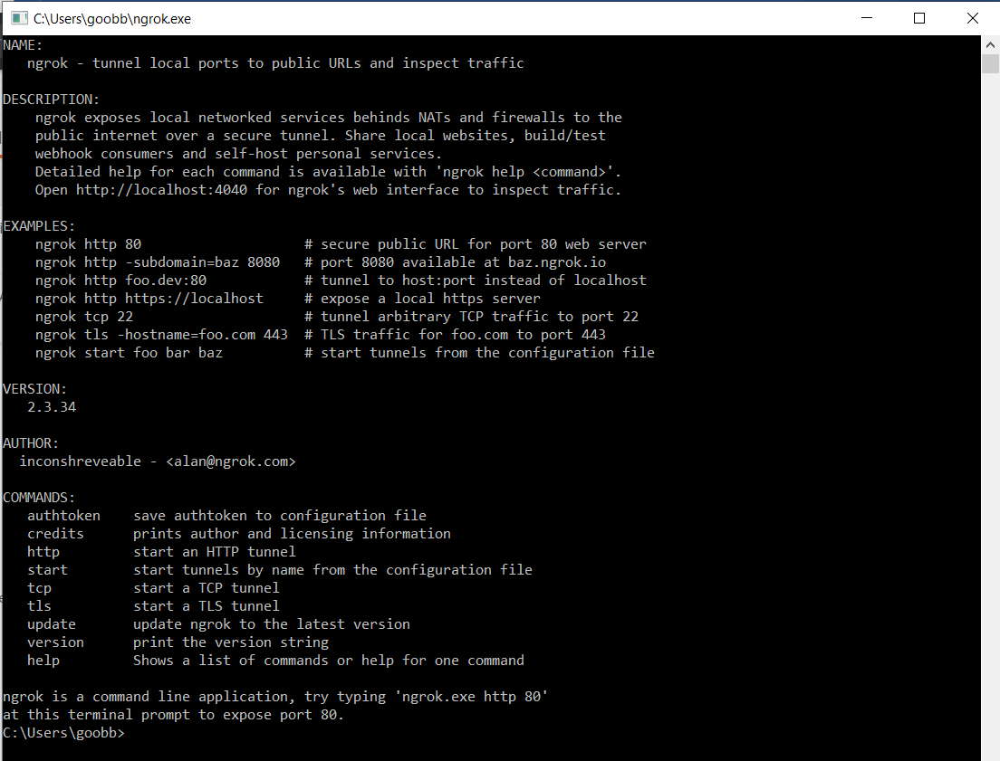 C:\Users\goobb\ngrok.exe
NAME:
ngrok - tunnel local ports to public URLs and inspect traffic
DESCRIPTION:
ngrok exposes local networked services behinds NATs and firewalls to the
public internet over a secure tunnel. Share local websites, build/test
webhook consumers and self-host personal services.
Detailed help for each command is available with 'ngrok help <command>'.
Open http://localhost:4040 for ngrok's web interface to inspect traffic.
EXAMPLES:
ngrok http 80 # secure public URL for port 80 web server
ngrok http -subdomain=baz 8080 # port 8080 available at baz.ngrok.io
ngrok http foo.dev:80 # tunnel to host:port instead of localhost
ngrok http https://localhost # expose a local https server
ngrok tcp 22 # tunnel arbitrary TCP traffic to port 22
ngrok tls -hostname=foo.com 443 # TLS traffic for foo.com to port 443
ngrok start foo bar baz # start tunnels from the configuration file
VERSION:
2.3.34
AUTHOR:
inconshreveable - <alan@ngrok.com>
COMMANDS:
authtoken save authtoken to configuration file
credits prints author and licensing information
http start an HTTP tunnel
start start tunnels by name from the configuration file
tcp start a TCP tunnel
tls start a TLS tunnel
update update ngrok to the latest version
version print the version string
help Shows a list of commands or help for one command
ngrok is a command line application, try typing 'ngrok.exe http 80'
at this terminal prompt to expose port 80.
C:\Users\goobb>